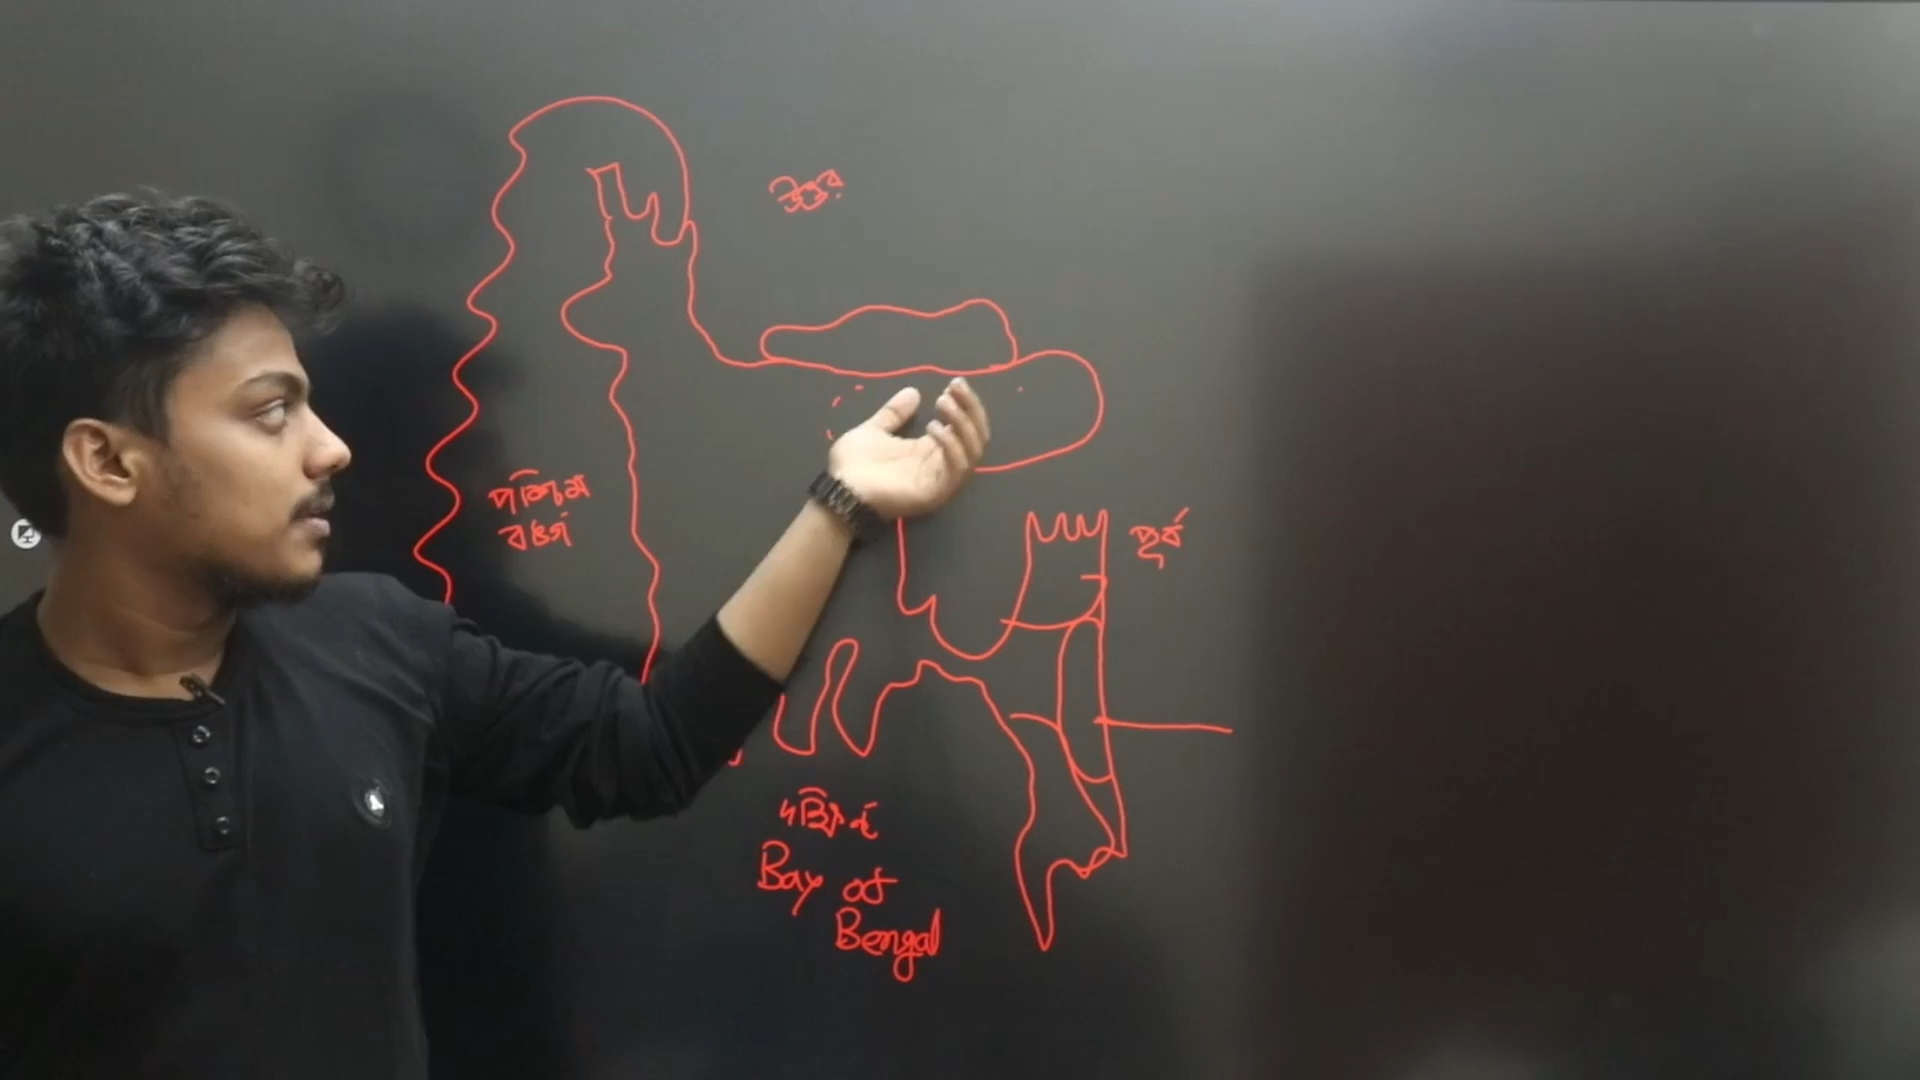 উত্তর
পশ্চিম
বঙ্গ
পূর্ব
দক্ষিণ
Bay of
Bengal